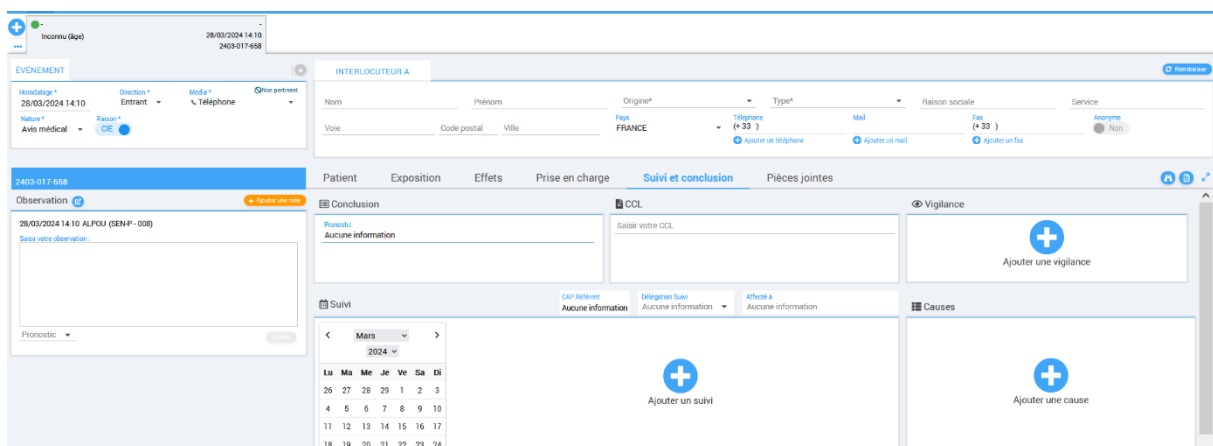 -
-
Inconnu (âge)
28/03/2024 14:10
2403-017-658
ÉVÉNEMENT
INTERLOCUTEUR A
Réinitialiser
Horodatage *
Direction *
Media *
Non pertinent
28/03/2024 14:10
Entrant
Téléphone
Nature *
Raison *
Avis médical
CIE
Nom
Prénom
Origine*
Type*
Raison sociale
Service
Voie
Code postal
Ville
Pays
FRANCE
Téléphone
(+33 )
Ajouter un téléphone
Mail
Ajouter un mail
Fax
(+33 )
Ajouter un fax
Anonyme
Non
2403-017-658
Observation
Ajouter une note
28/03/2024 14:10 ALPOU (SEN-P - 008)
Saisir votre observation :
Pronostic
Patient
Exposition
Effets
Prise en charge
Suivi et conclusion
Pièces jointes
Conclusion
Pronostic
Aucune information
CCL
Saisir votre CCL
Vigilance
Ajouter une vigilance
Suivi
CAP Référent
Aucune information
Délégation Suivi
Aucune information
Affecté à
Aucune information
Causes
Mars
2024
Lu Ma Me Je Ve Sa Di
26 27 28 29 1 2 3
4 5 6 7 8 9 10
11 12 13 14 15 16 17
18 19 20 21 22 23 24
Ajouter un suivi
Ajouter une cause